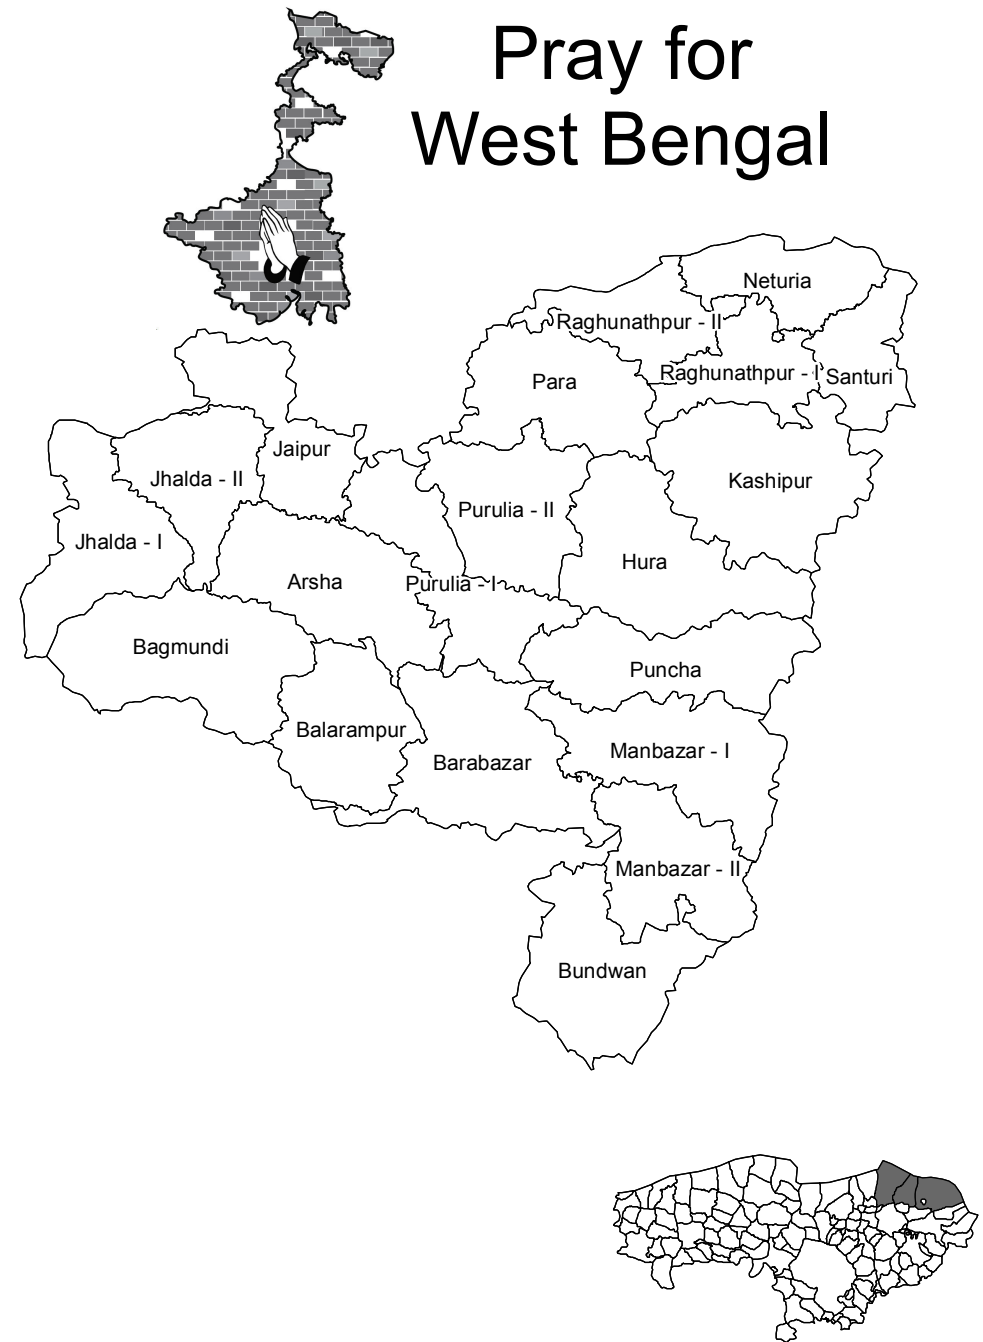 Pray for
West Bengal
Neturia
Raghunathpur - II
Raghunathpur - I
Santuri
Para
Jaipur
Jhalda - II
Kashipur
Purulia - II
Jhalda - I
Hura
Arsha
Purulia - I
Bagmundi
Puncha
Balarampur
Manbazar - I
Barabazar
Manbazar - II
Bundwan